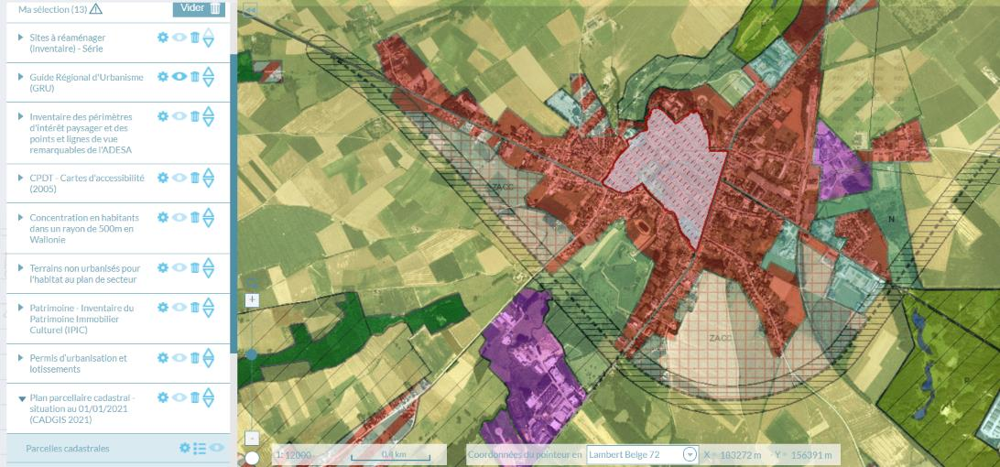 Ma sélection (13)
Vider
Sites à réaménager
(inventaire) - Série
Guide Régional d'Urbanisme
(GRU)
Inventaire des périmètres
d'intérêt paysager et des
points et lignes de vue
remarquables de l'ADESA
CPDT - Cartes d'accessibilité
(2005)
Concentration en habitants
dans un rayon de 500m en
Wallonie
Terrains non urbanisés pour
l'habitat au plan de secteur
Patrimoine - Inventaire du
Patrimoine Immobilier
Culturel (IPIC)
Permis d'urbanisation et
lotissements
Plan parcellaire cadastral -
situation au 01/01/2021
(CADGIS 2021)
Parcelles cadastrales
ZACC
N
ZACC
P
+
-
1: 12000
0,4 km
Coordonnées du pointeur en
Lambert Belge 72
X = 183272 m - Y = 156391 m